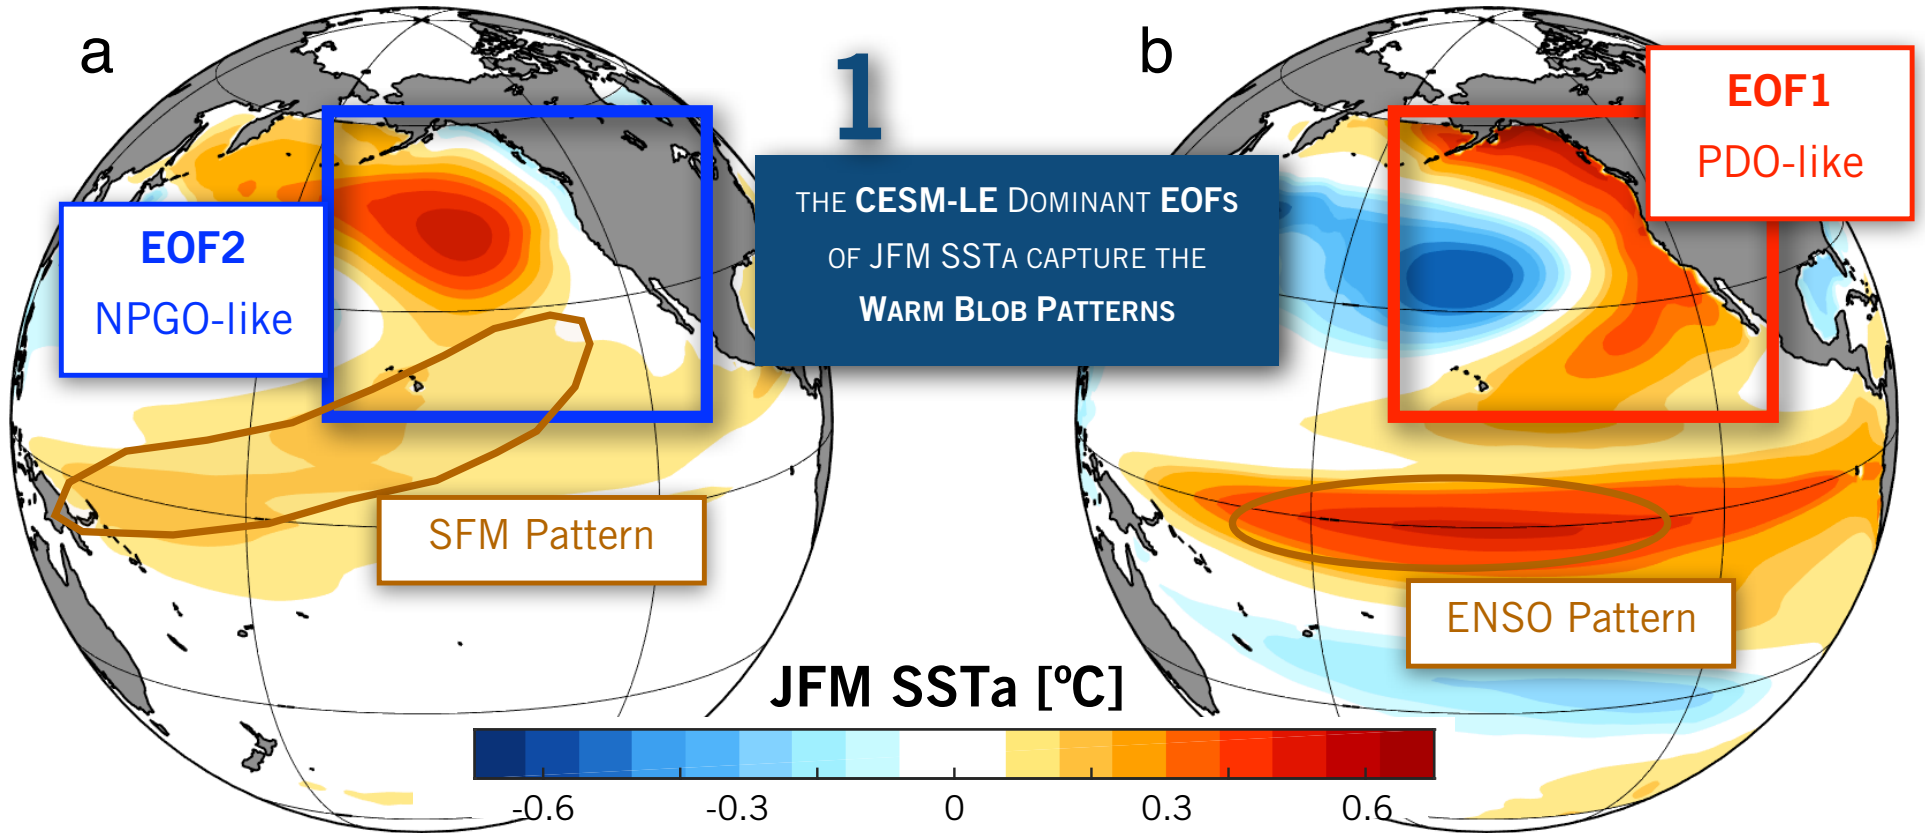 a
b
1
THE CESM-LE DOMINANT EOFS
OF JFM SSTA CAPTURE THE
WARM BLOB PATTERNS
EOF2
NPGO-like
EOF1
PDO-like
SFM Pattern
ENSO Pattern
JFM SSTa [ºC]
-0.6 -0.3 0 0.3 0.6